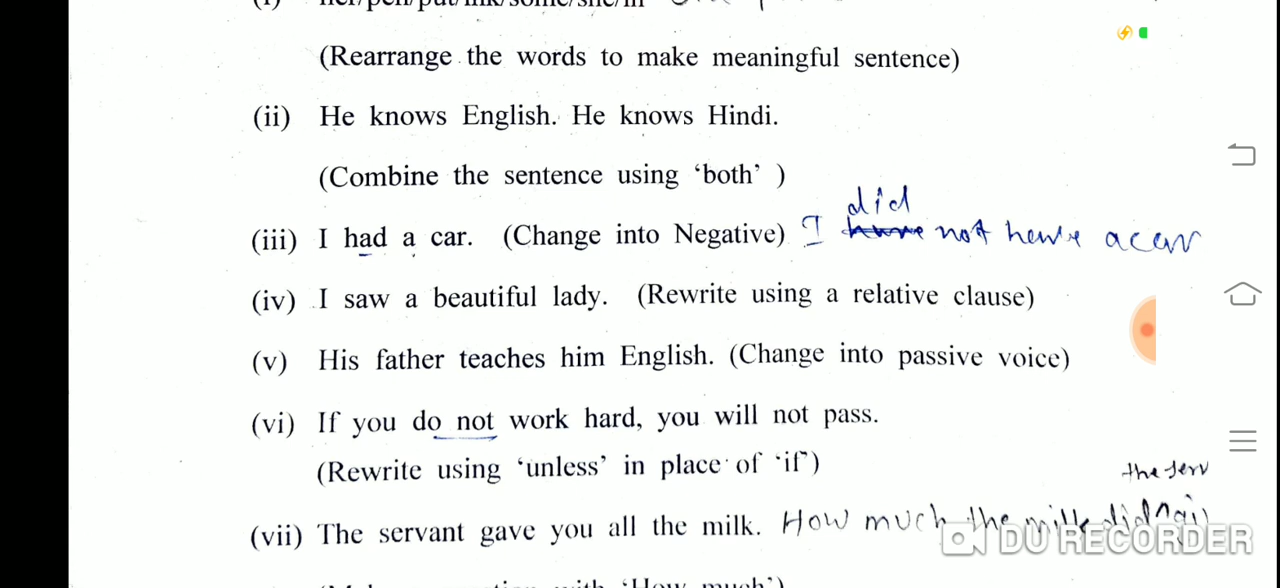 (Rearrange the words to make meaningful sentence)
(ii) He knows English. He knows Hindi.
(Combine the sentence using ‘both’ )
(iii) I had a car. (Change into Negative) I did not have a car
(iv) I saw a beautiful lady. (Rewrite using a relative clause)
(v) His father teaches him English. (Change into passive voice)
(vi) If you do not work hard, you will not pass.
(Rewrite using ‘unless’ in place of ‘if’)
the serv
(vii) The servant gave you all the milk. How much the milk did
DU RECORDER